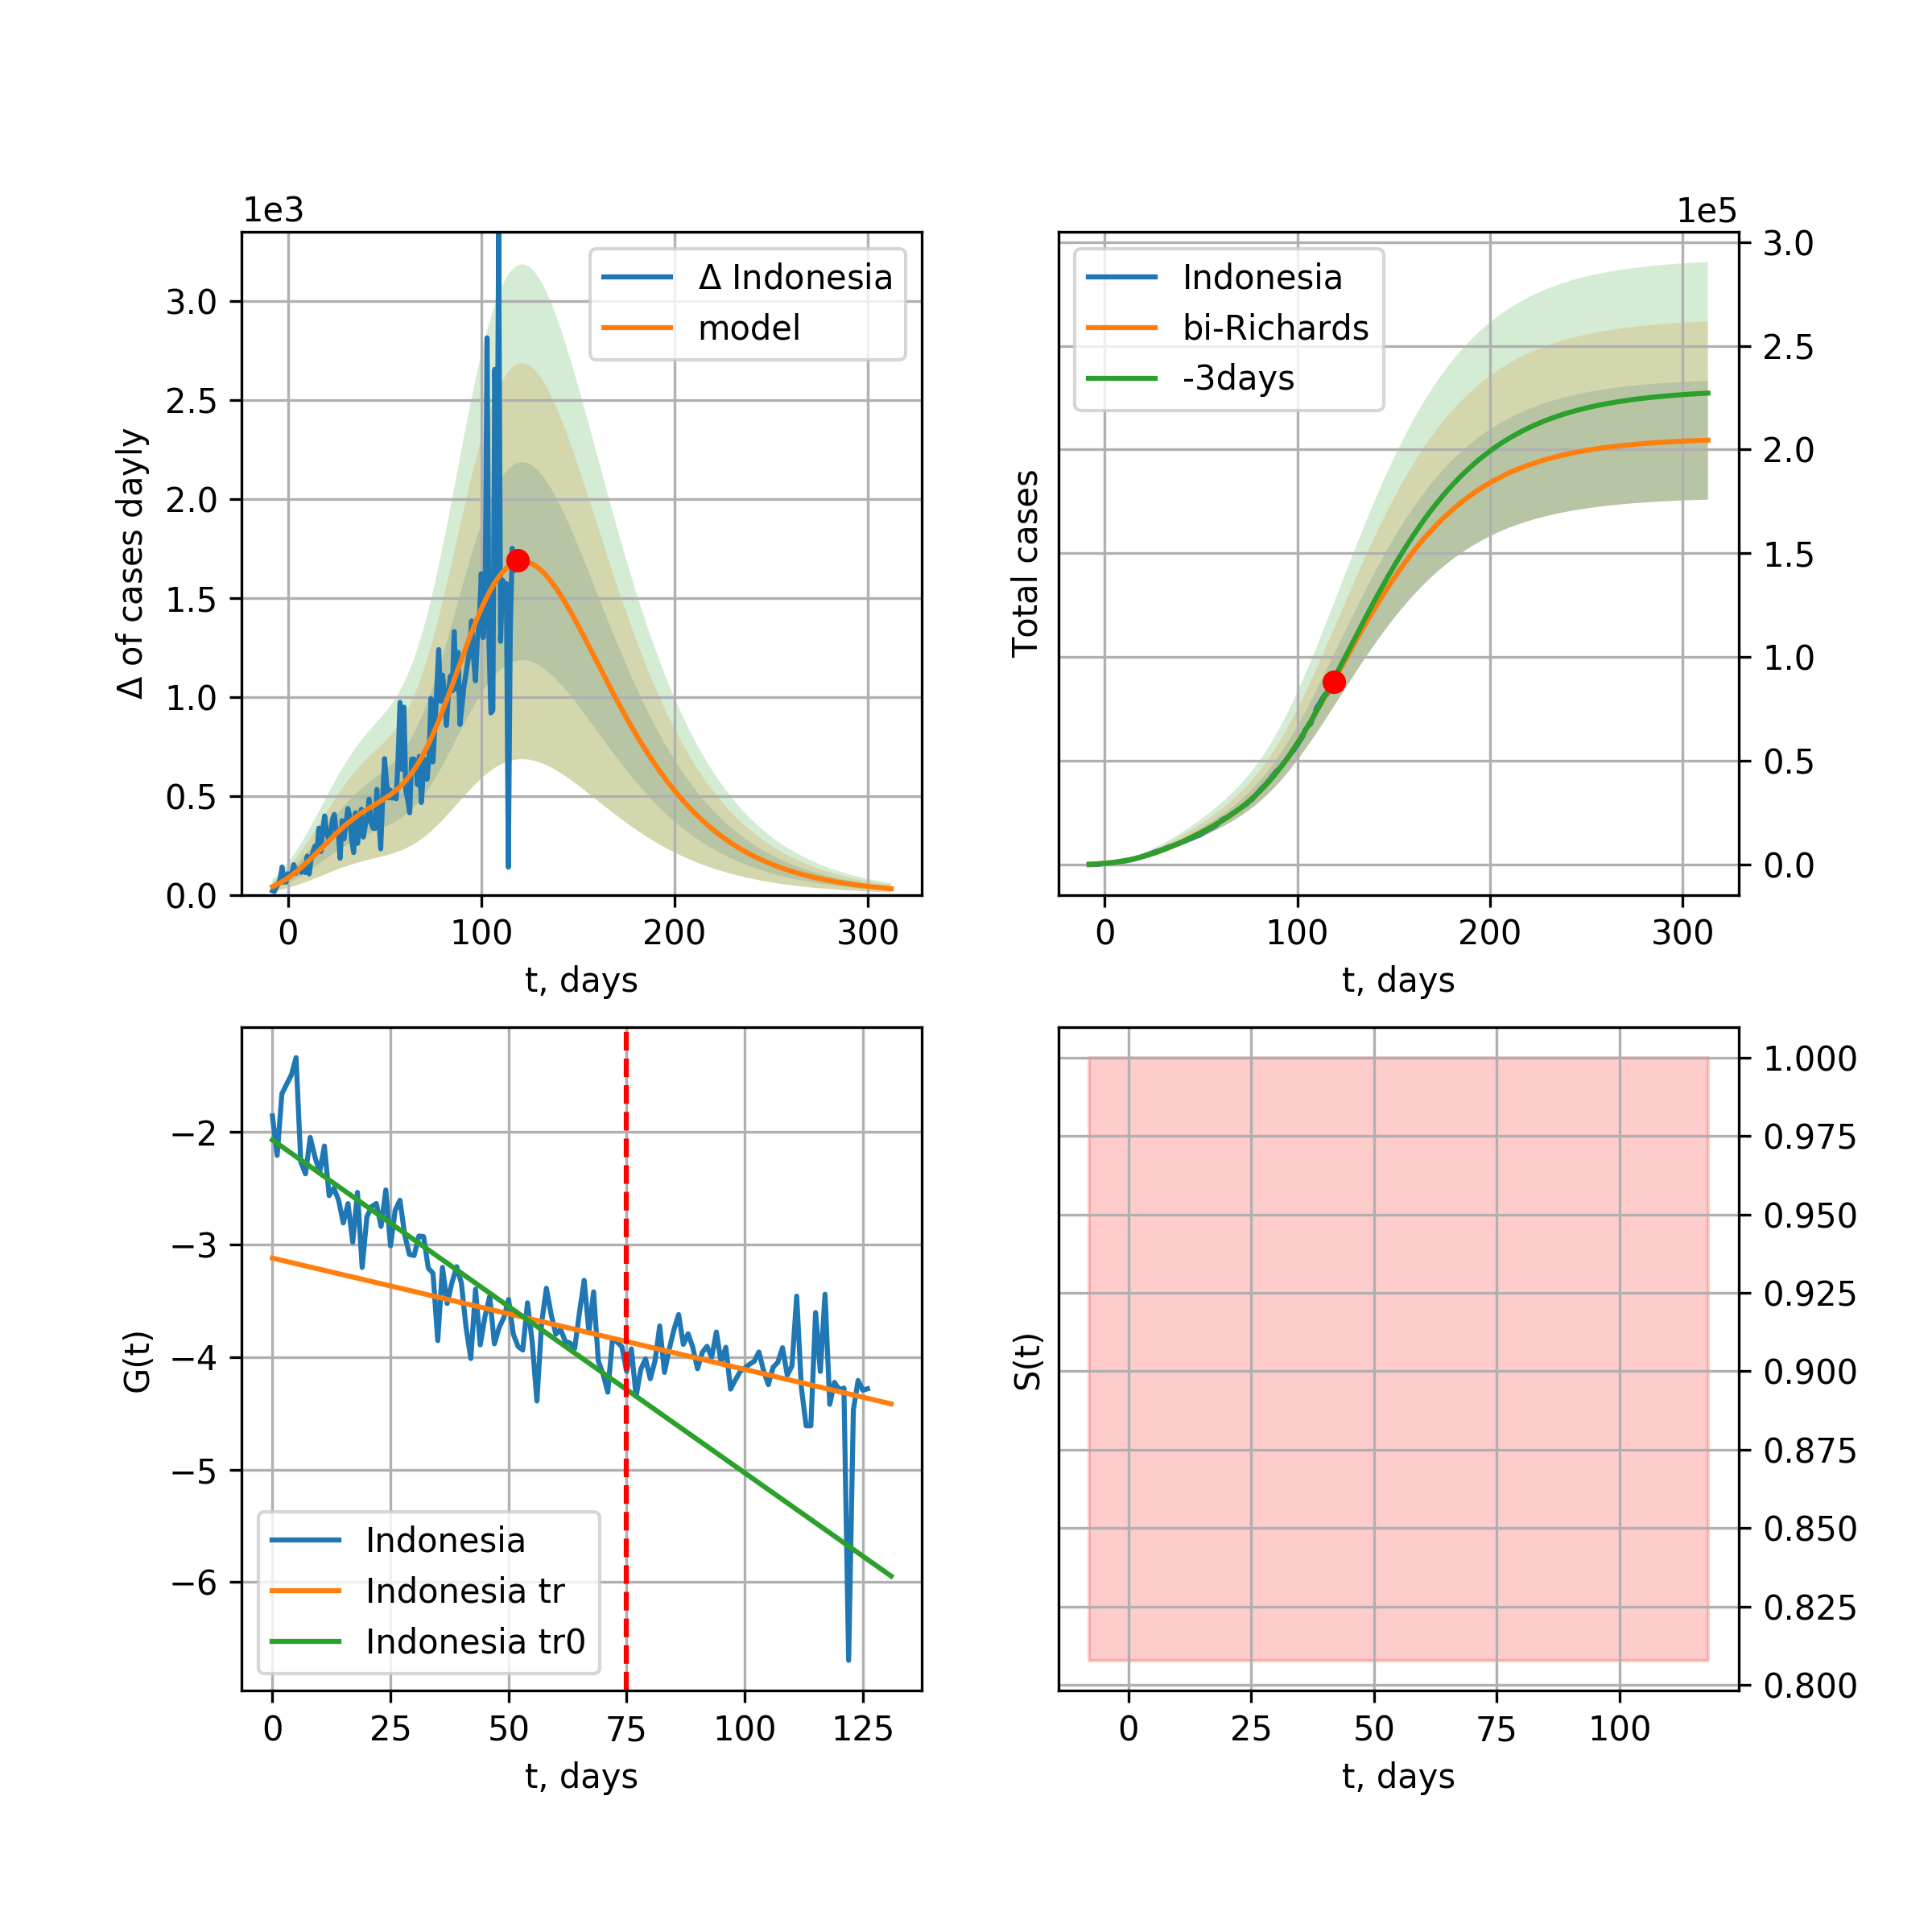 1e3
Δ of cases dayly
3.0
2.5
2.0
1.5
1.0
0.5
0.0
Δ Indonesia
model
0 100 200 300
t, days
1e5
Total cases
Indonesia
bi-Richards
-3days
3.0
2.5
2.0
1.5
1.0
0.5
0.0
0 100 200 300
t, days
G(t)
−2
−3
−4
−5
−6
Indonesia
Indonesia tr
Indonesia tr0
0 25 50 75 100 125
t, days
S(t)
1.000
0.975
0.950
0.925
0.900
0.875
0.850
0.825
0.800
0 25 50 75 100
t, days